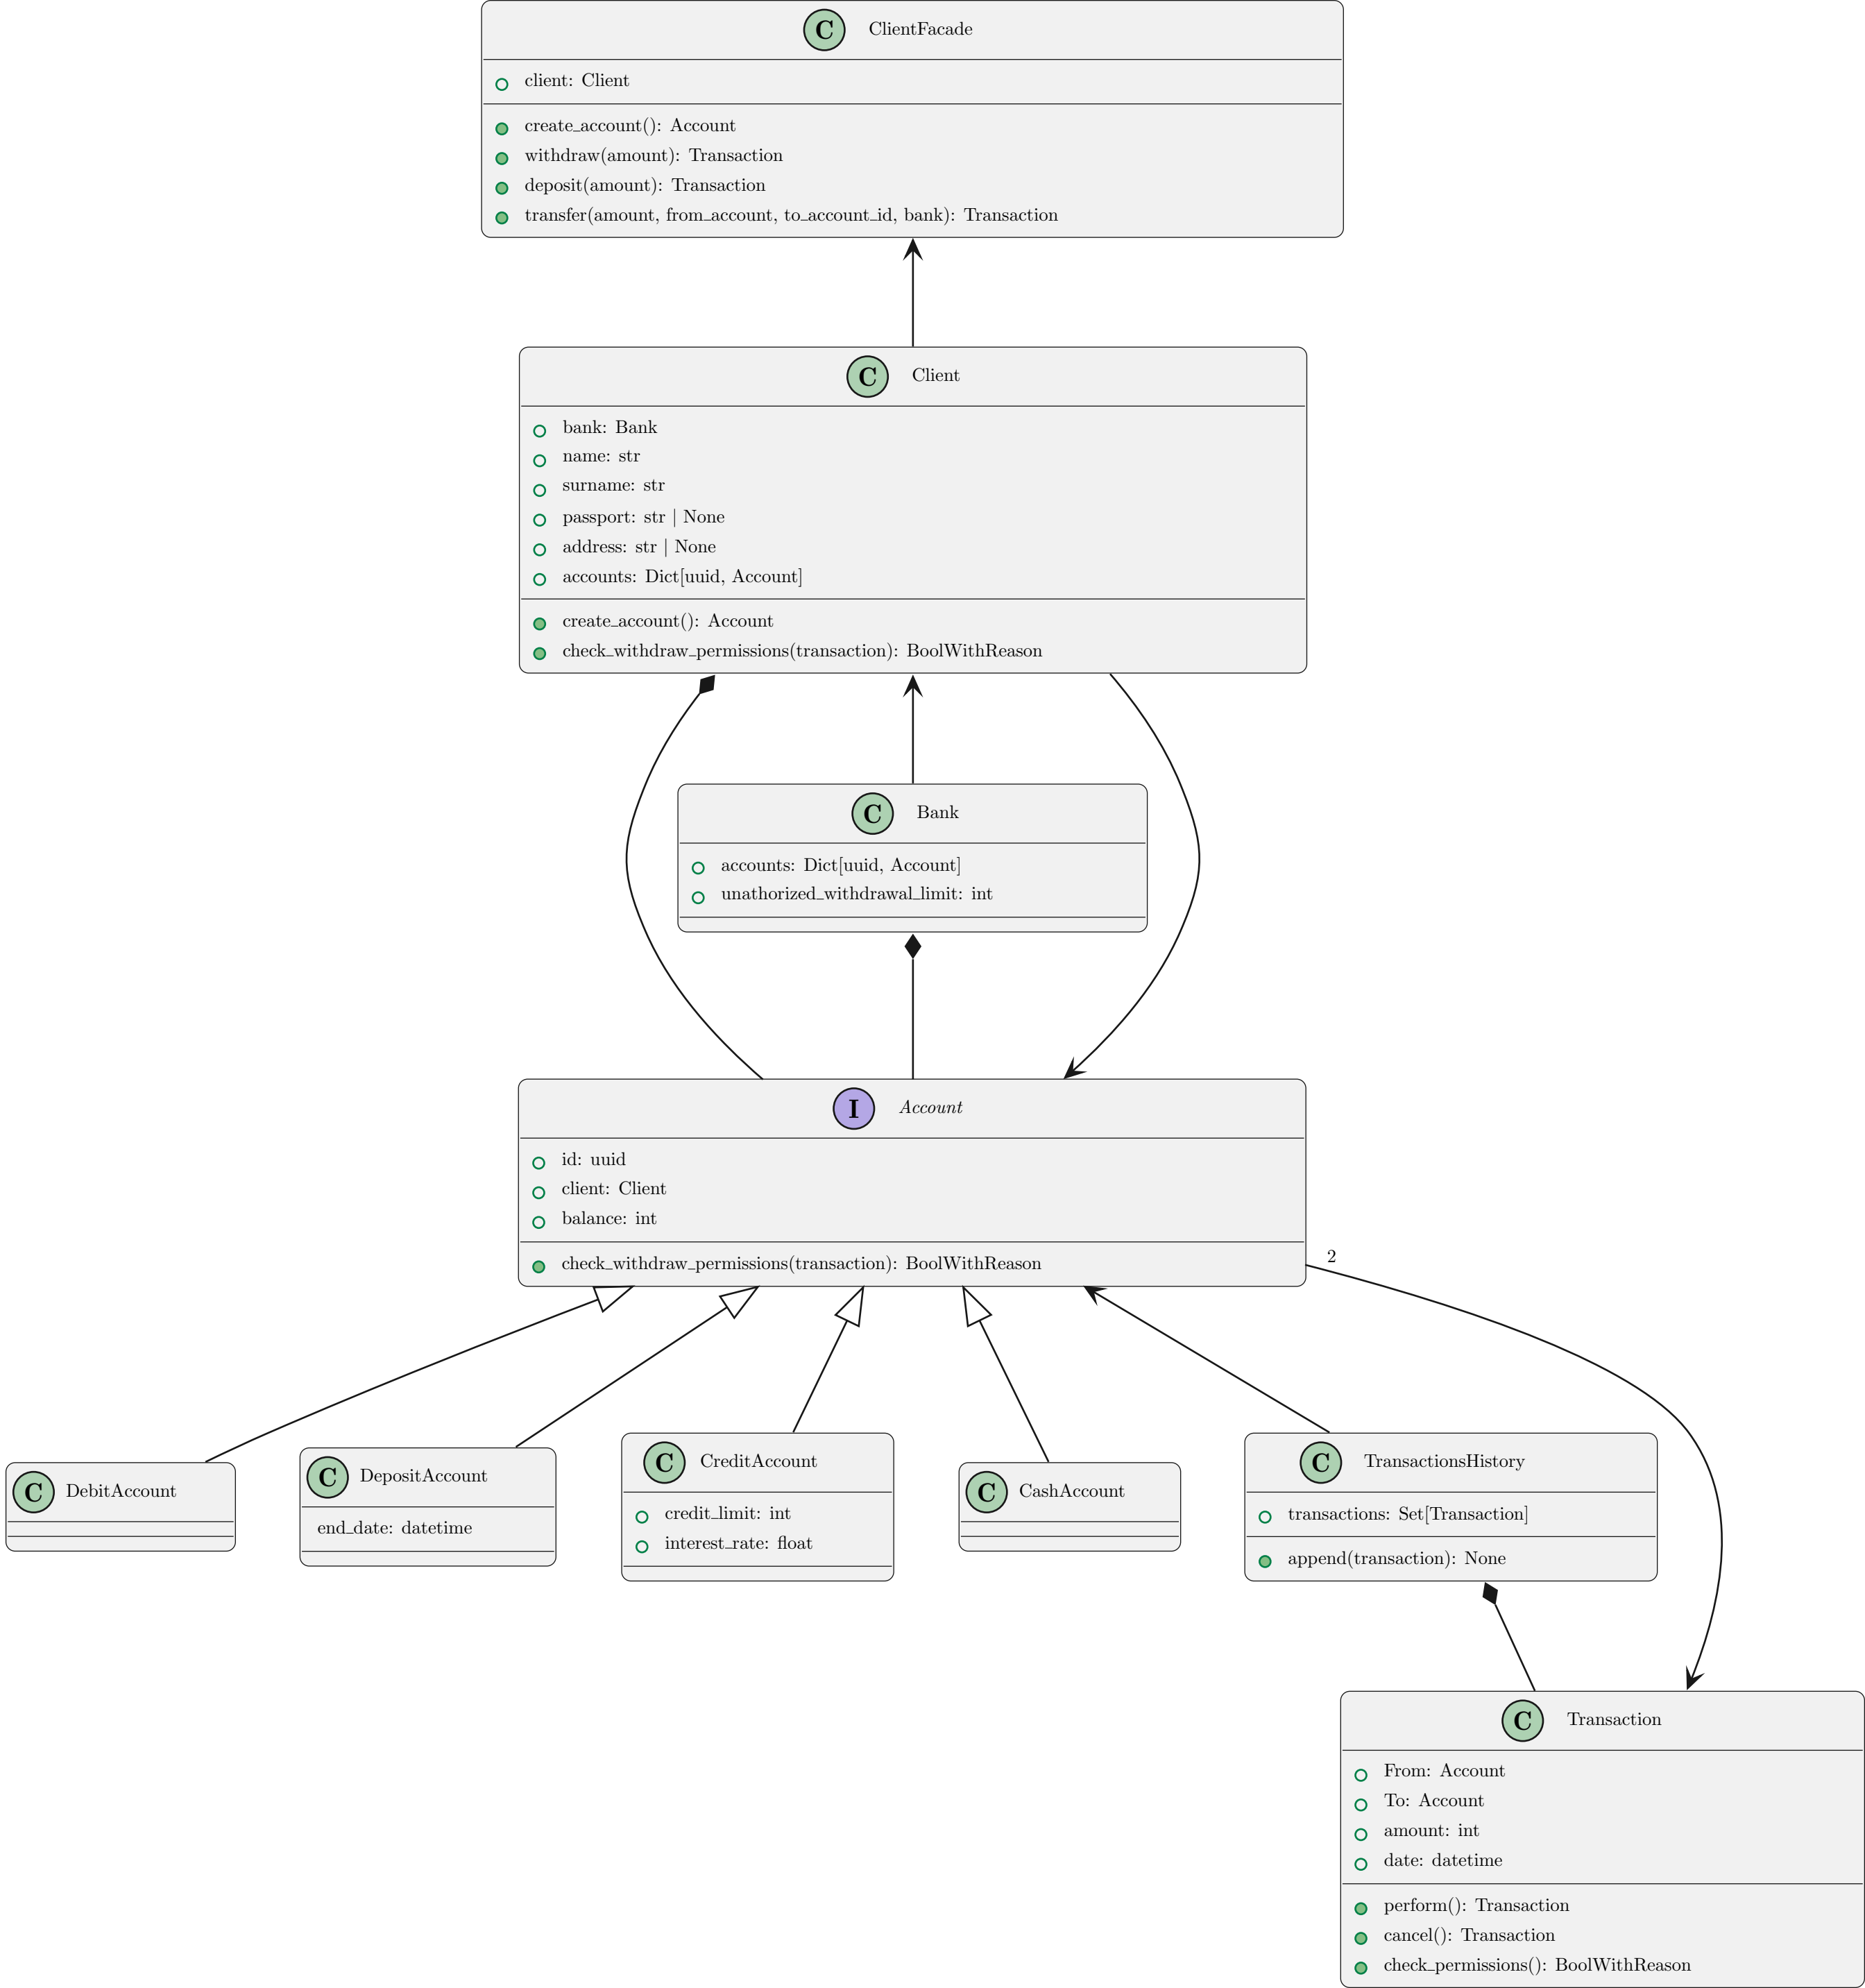 C ClientFacade
client: Client
create_account(): Account
withdraw(amount): Transaction
deposit(amount): Transaction
transfer(amount, from_account, to_account_id, bank): Transaction
C Client
bank: Bank
name: str
surname: str
passport: str | None
address: str | None
accounts: Dict[uuid, Account]
create_account(): Account
check_withdraw_permissions(transaction): BoolWithReason
C Bank
accounts: Dict[uuid, Account]
unathorized_withdrawal_limit: int
I Account
id: uuid
client: Client
balance: int
check_withdraw_permissions(transaction): BoolWithReason
2
C DebitAccount
C DepositAccount
end_date: datetime
C CreditAccount
credit_limit: int
interest_rate: float
C CashAccount
C TransactionsHistory
transactions: Set[Transaction]
append(transaction): None
C Transaction
From: Account
To: Account
amount: int
date: datetime
perform(): Transaction
cancel(): Transaction
check_permissions(): BoolWithReason